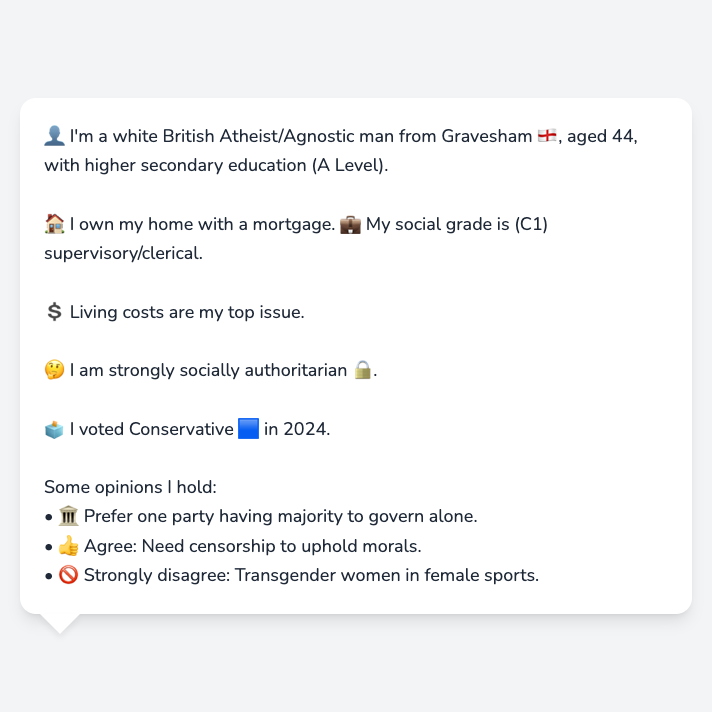 👤 I'm a white British Atheist/Agnostic man from Gravesham 🏴󠁧󠁢󠁥󠁮󠁧󠁿, aged 44,
with higher secondary education (A Level).
🏠 I own my home with a mortgage. 💼 My social grade is (C1)
supervisory/clerical.
💲 Living costs are my top issue.
🤔 I am strongly socially authoritarian 🔒.
🗳️ I voted Conservative 🟦 in 2024.
Some opinions I hold:
• 🏛️ Prefer one party having majority to govern alone.
• 👍 Agree: Need censorship to uphold morals.
• 🚫 Strongly disagree: Transgender women in female sports.